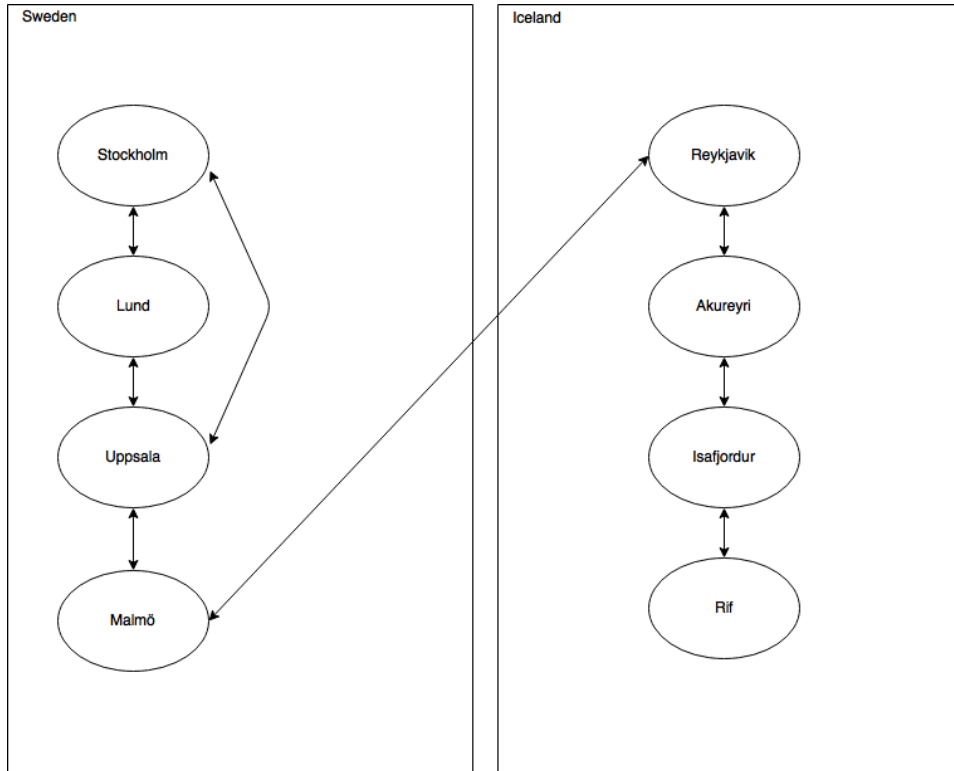 Sweden
Iceland
Stockholm
Reykjavik
Lund
Akureyri
Uppsala
Isafjordur
Malmö
Rif